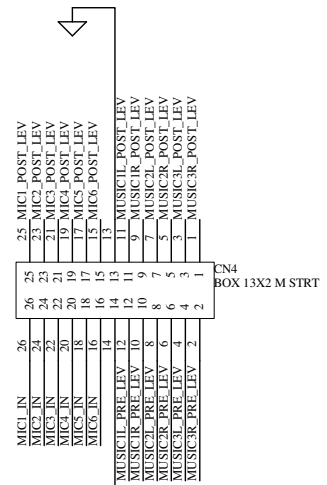 25 MIC1_POST_LEV
23 MIC2_POST_LEV
21 MIC3_POST_LEV
19 MIC4_POST_LEV
17 MIC5_POST_LEV
15 MIC6_POST_LEV
13
11 MUSIC1L_POST_LEV
9 MUSIC1R_POST_LEV
7 MUSIC2L_POST_LEV
5 MUSIC2R_POST_LEV
3 MUSIC3L_POST_LEV
1 MUSIC3R_POST_LEV
25 23 21 19 17 15 13 11 9 7 5 3 1
26 24 22 20 18 16 14 12 10 8 6 4 2
CN4
BOX 13X2 M STRT
MIC1_IN 26
MIC2_IN 24
MIC3_IN 22
MIC4_IN 20
MIC5_IN 18
MIC6_IN 16
14
MUSIC1L_PRE_LEV 12
MUSIC1R_PRE_LEV 10
MUSIC2L_PRE_LEV 8
MUSIC2R_PRE_LEV 6
MUSIC3L_PRE_LEV 4
MUSIC3R_PRE_LEV 2